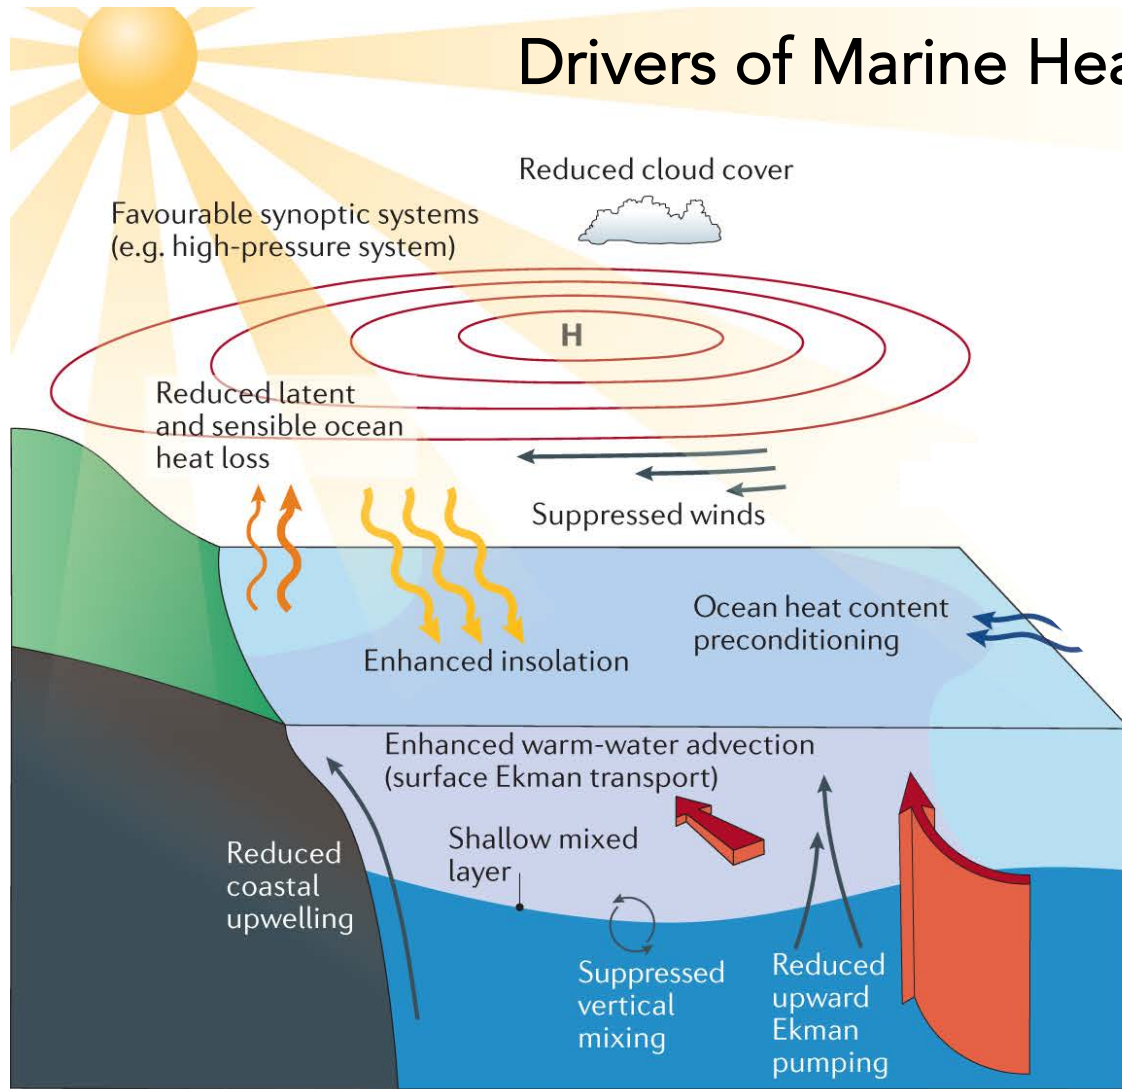 Drivers of Marine Hea
Reduced cloud cover
Favourable synoptic systems
(e.g. high-pressure system)
H
Reduced latent
and sensible ocean
heat loss
Suppressed winds
Ocean heat content
preconditioning
Enhanced insolation
Enhanced warm-water advection
(surface Ekman transport)
Shallow mixed
layer
Reduced
coastal
upwelling
Suppressed
vertical
mixing
Reduced
upward
Ekman
pumping